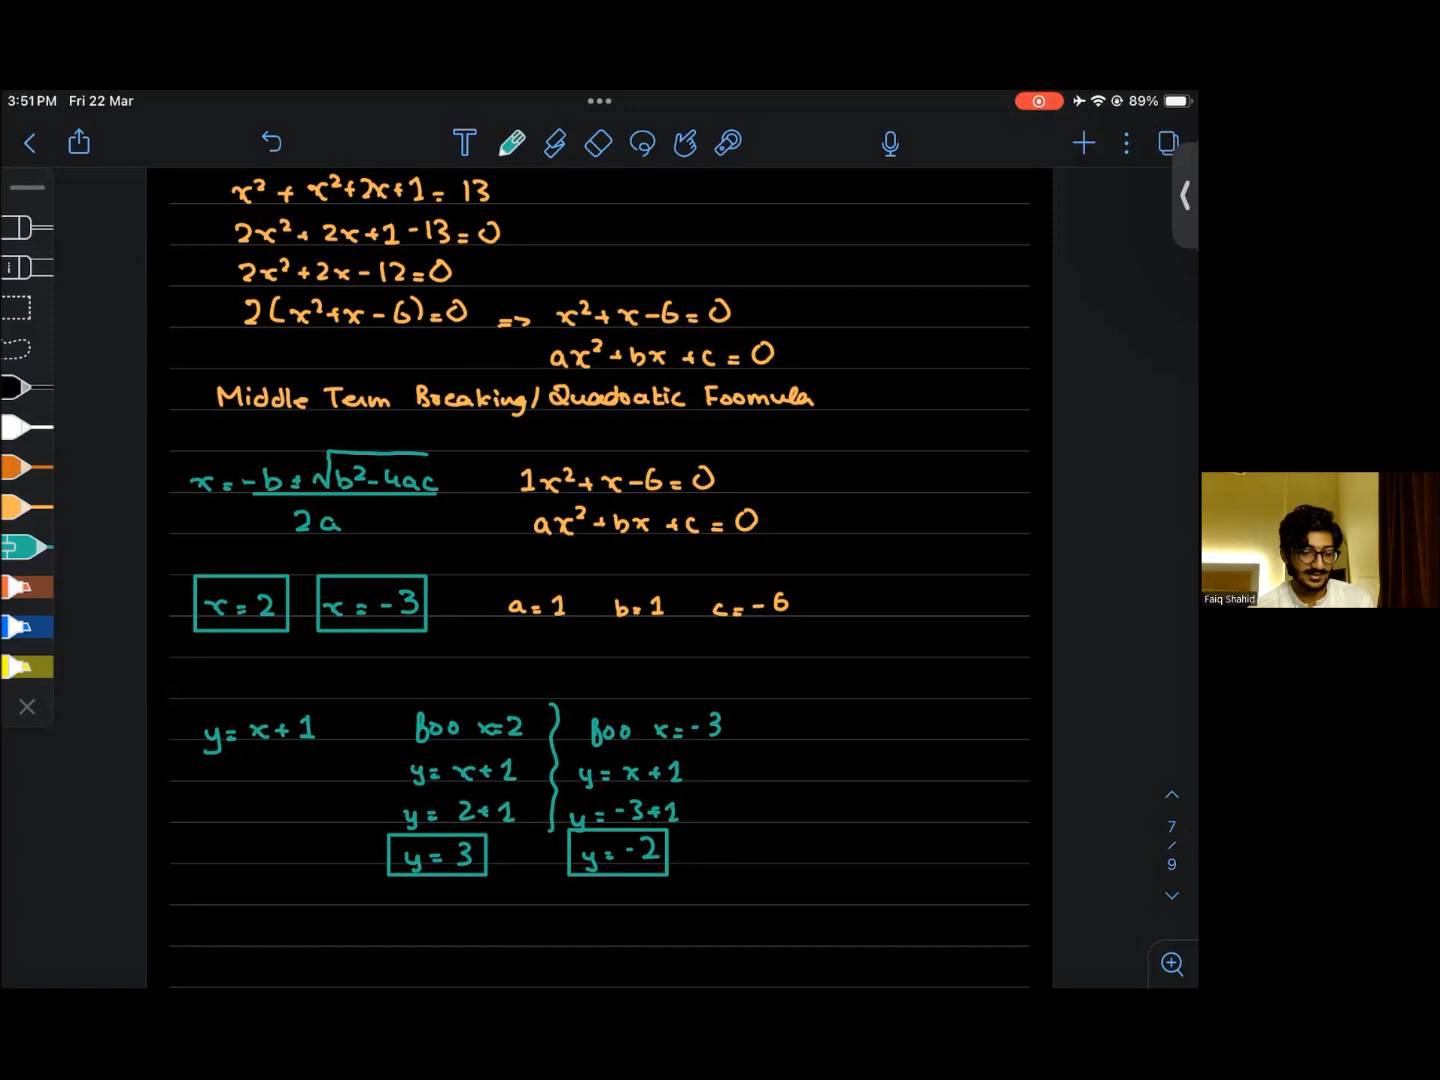 3:51 PM Fri 22 Mar
89%
x² + x²+2x+1 = 13
2x² + 2x+1 -13 = 0
2x²+2x-12=0
2(x²+x-6)=0 => x²+x-6=0
ax²+bx+c=0
Middle Term Breaking/Quadratic Formula
x = -b ± √b²-4ac
2a
1x²+x-6=0
ax²+bx+c=0
x=2 x=-3 a=1 b=1 c=-6
Faiq Shahid
y=x+1 for x=2 for x=-3
y=x+1 y=x+1
y=2+1 y=-3+1
y=3 y=-2
7
/
9